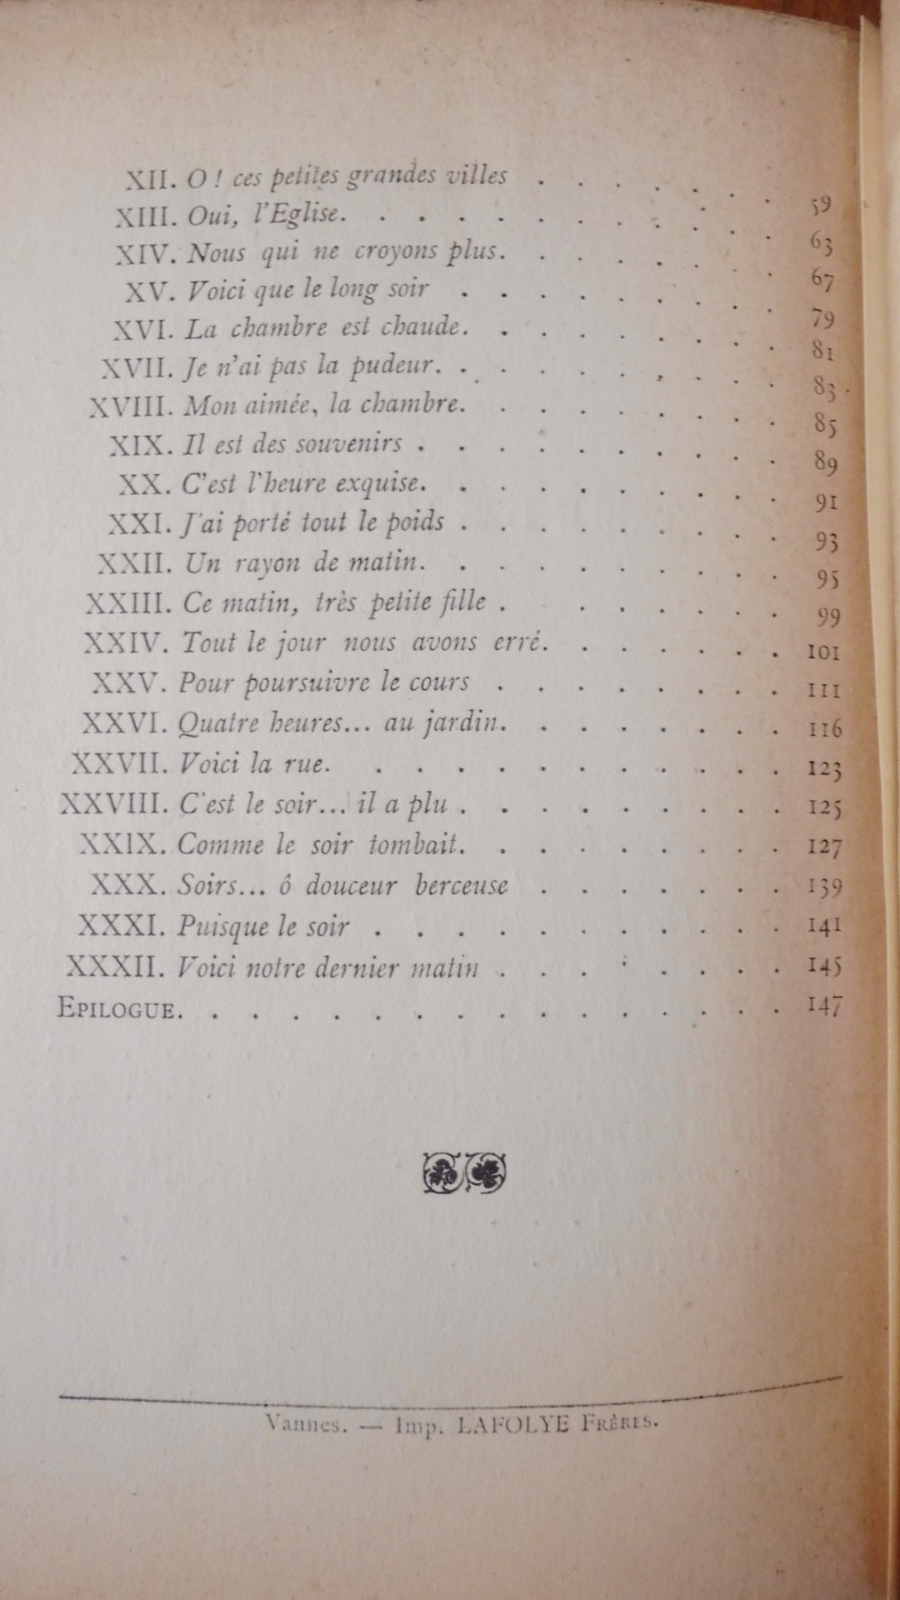 XII. O ! ces petites grandes villes . . . . . . . 59
XIII. Oui, l'Eglise. . . . . . . . . . . . 63
XIV. Nous qui ne croyons plus. . . . . . . . 67
XV. Voici que le long soir . . . . . . . . . 79
XVI. La chambre est chaude. . . . . . . . . 81
XVII. Je n'ai pas la pudeur. . . . . . . . . . 83
XVIII. Mon aimée, la chambre. . . . . . . . . 85
XIX. Il est des souvenirs . . . . . . . . . . 89
XX. C'est l'heure exquise. . . . . . . . . . 91
XXI. J'ai porté tout le poids . . . . . . . . . 93
XXII. Un rayon de matin. . . . . . . . . . 95
XXIII. Ce matin, très petite fille . . . . . . . 99
XXIV. Tout le jour nous avons erré. . . . . . . 101
XXV. Pour poursuivre le cours . . . . . . . . 111
XXVI. Quatre heures... au jardin. . . . . . . . 116
XXVII. Voici la rue. . . . . . . . . . . . 123
XXVIII. C'est le soir... il a plu . . . . . . . . . 125
XXIX. Comme le soir tombait. . . . . . . . . 127
XXX. Soirs... ô douceur berceuse . . . . . . . 139
XXXI. Puisque le soir . . . . . . . . . . . 141
XXXII. Voici notre dernier matin . . . . . . . . 145
EPILOGUE. . . . . . . . . . . . . . . . 147
Vannes. — Imp. LAFOLYE FRÈRES.